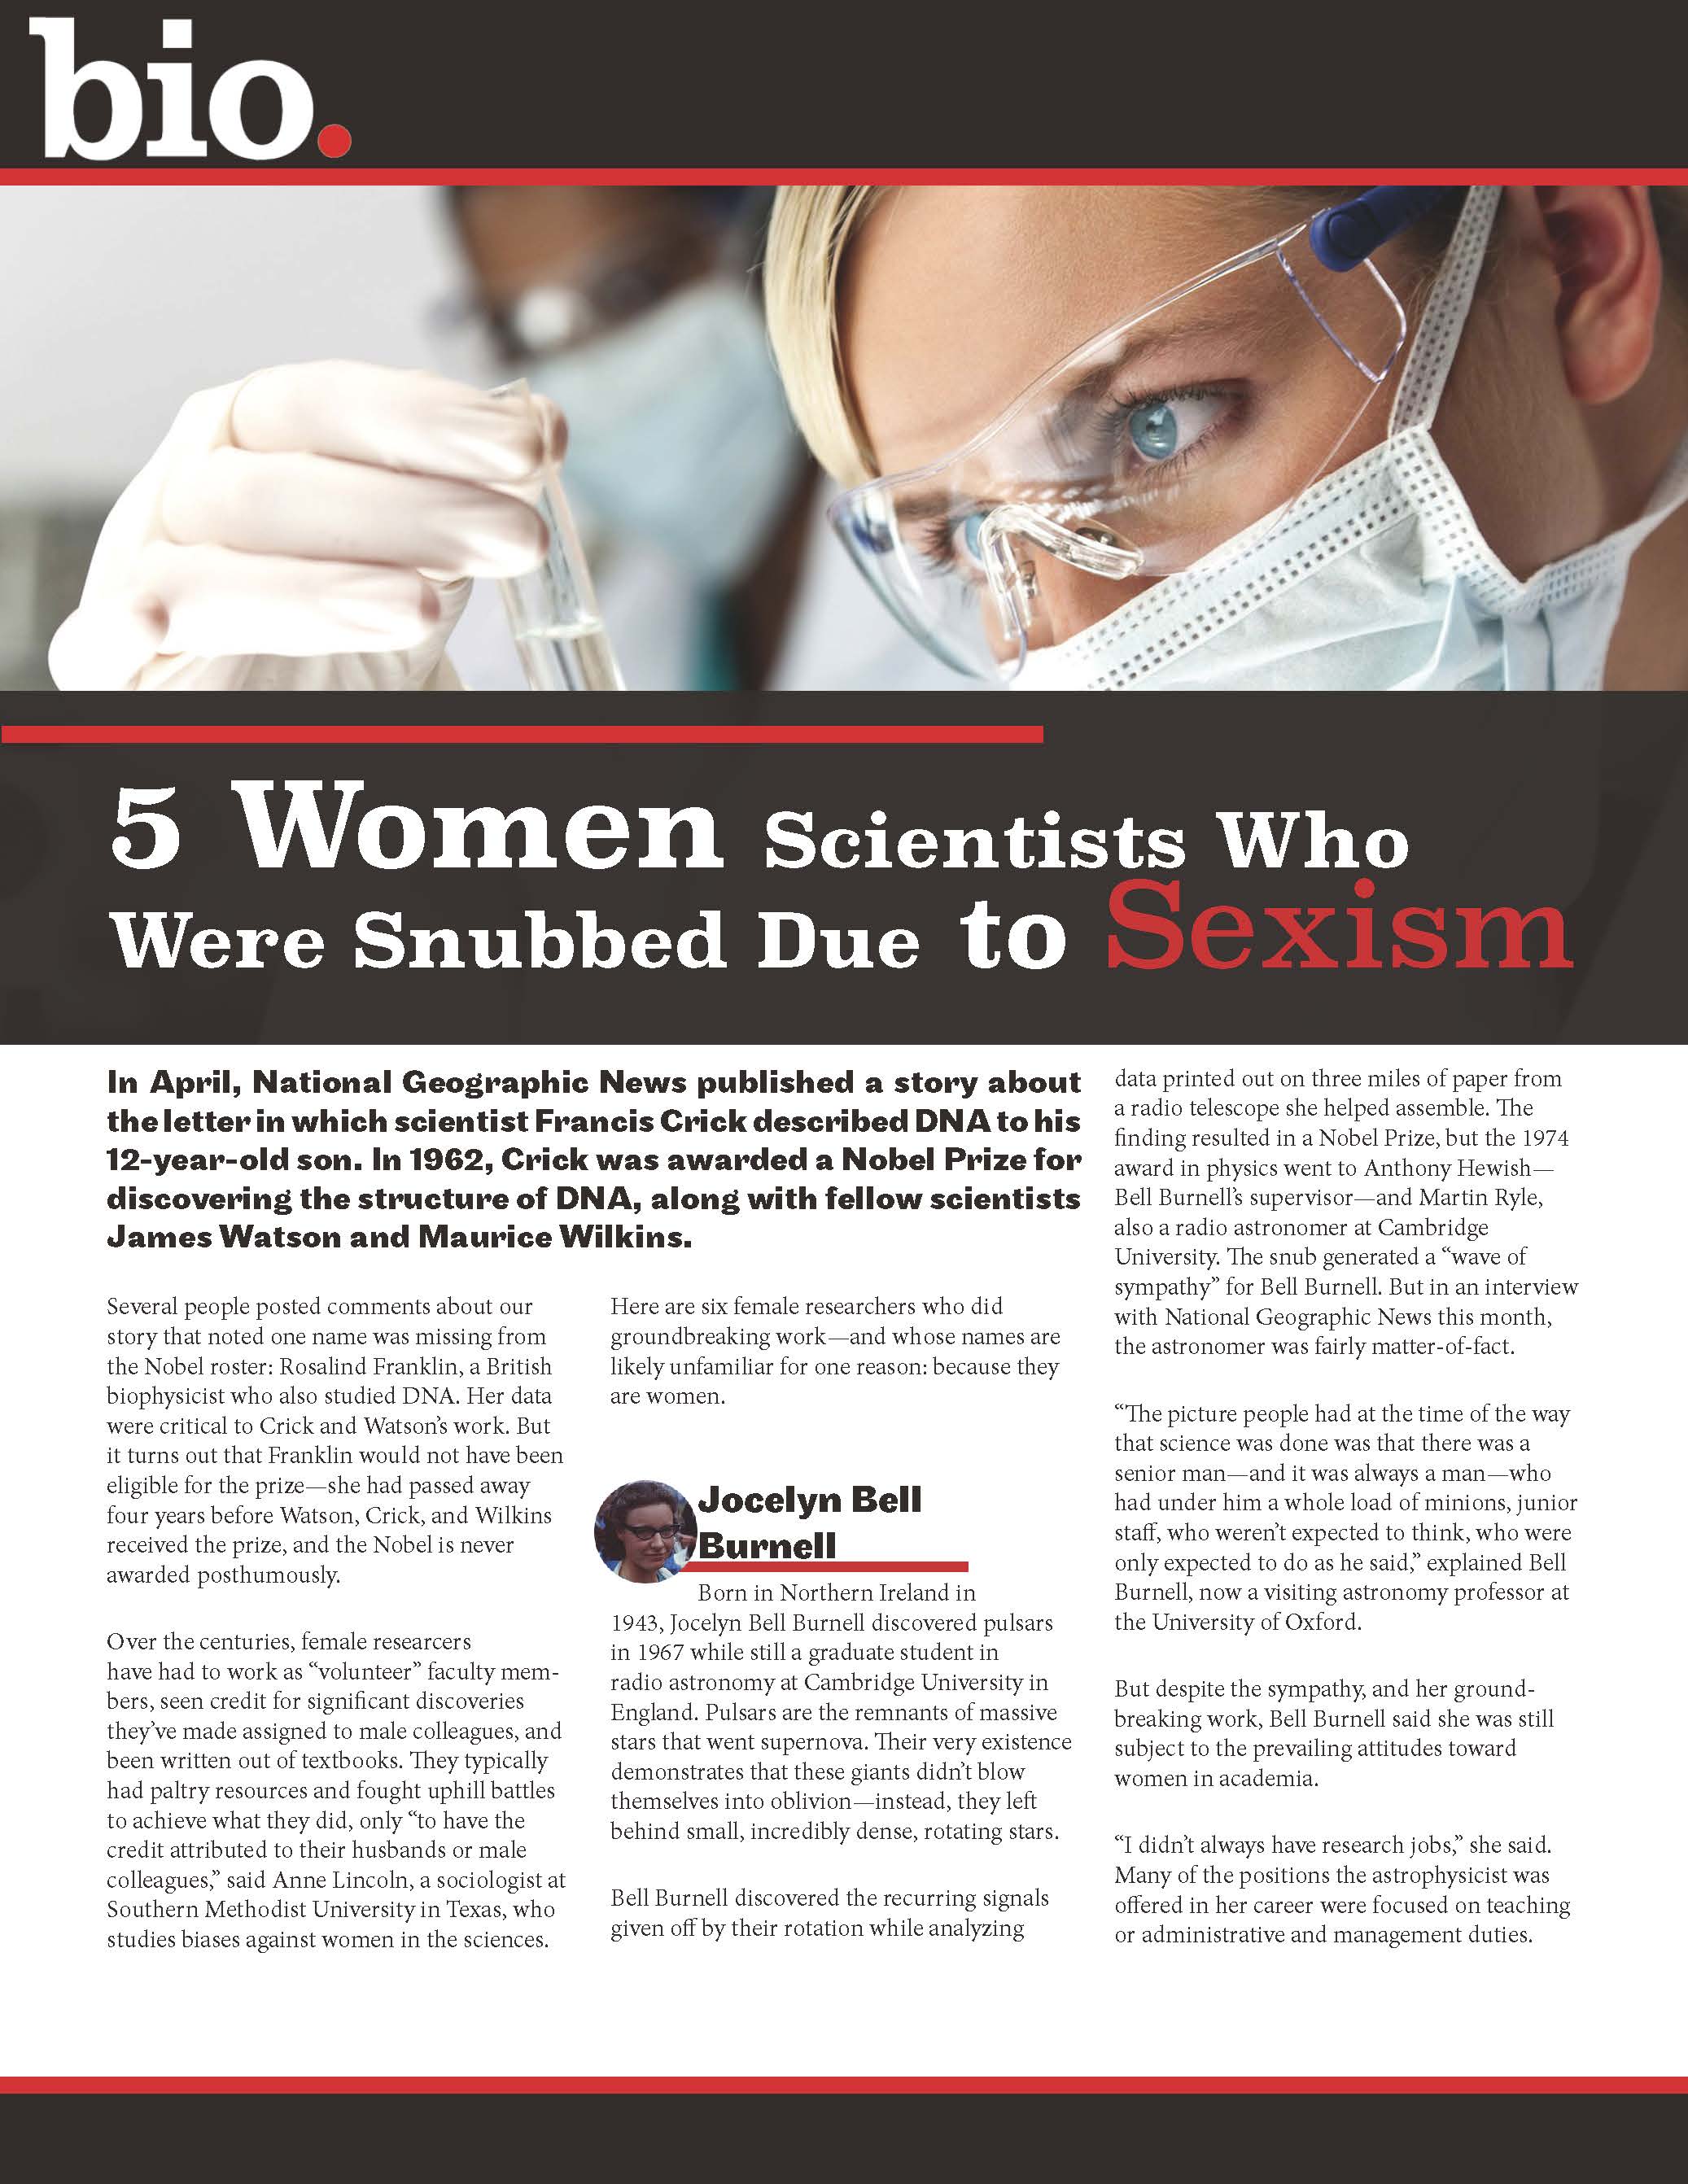 bio.
5 Women Scientists Who
Were Snubbed Due to Sexism
In April, National Geographic News published a story about
the letter in which scientist Francis Crick described DNA to his
12-year-old son. In 1962, Crick was awarded a Nobel Prize for
discovering the structure of DNA, along with fellow scientists
James Watson and Maurice Wilkins.
Several people posted comments about our
story that noted one name was missing from
the Nobel roster: Rosalind Franklin, a British
biophysicist who also studied DNA. Her data
were critical to Crick and Watson’s work. But
it turns out that Franklin would not have been
eligible for the prize—she had passed away
four years before Watson, Crick, and Wilkins
received the prize, and the Nobel is never
awarded posthumously.
Over the centuries, female researcers
have had to work as “volunteer” faculty mem-
bers, seen credit for significant discoveries
they’ve made assigned to male colleagues, and
been written out of textbooks. They typically
had paltry resources and fought uphill battles
to achieve what they did, only “to have the
credit attributed to their husbands or male
colleagues,” said Anne Lincoln, a sociologist at
Southern Methodist University in Texas, who
studies biases against women in the sciences.
Here are six female researchers who did
groundbreaking work—and whose names are
likely unfamiliar for one reason: because they
are women.
Jocelyn Bell
Burnell
Born in Northern Ireland in
1943, Jocelyn Bell Burnell discovered pulsars
in 1967 while still a graduate student in
radio astronomy at Cambridge University in
England. Pulsars are the remnants of massive
stars that went supernova. Their very existence
demonstrates that these giants didn’t blow
themselves into oblivion—instead, they left
behind small, incredibly dense, rotating stars.
Bell Burnell discovered the recurring signals
given off by their rotation while analyzing
data printed out on three miles of paper from
a radio telescope she helped assemble. The
finding resulted in a Nobel Prize, but the 1974
award in physics went to Anthony Hewish—
Bell Burnell’s supervisor—and Martin Ryle,
also a radio astronomer at Cambridge
University. The snub generated a “wave of
sympathy” for Bell Burnell. But in an interview
with National Geographic News this month,
the astronomer was fairly matter-of-fact.
“The picture people had at the time of the way
that science was done was that there was a
senior man—and it was always a man—who
had under him a whole load of minions, junior
staff, who weren’t expected to think, who were
only expected to do as he said,” explained Bell
Burnell, now a visiting astronomy professor at
the University of Oxford.
But despite the sympathy, and her ground-
breaking work, Bell Burnell said she was still
subject to the prevailing attitudes toward
women in academia.
“I didn’t always have research jobs,” she said.
Many of the positions the astrophysicist was
offered in her career were focused on teaching
or administrative and management duties.